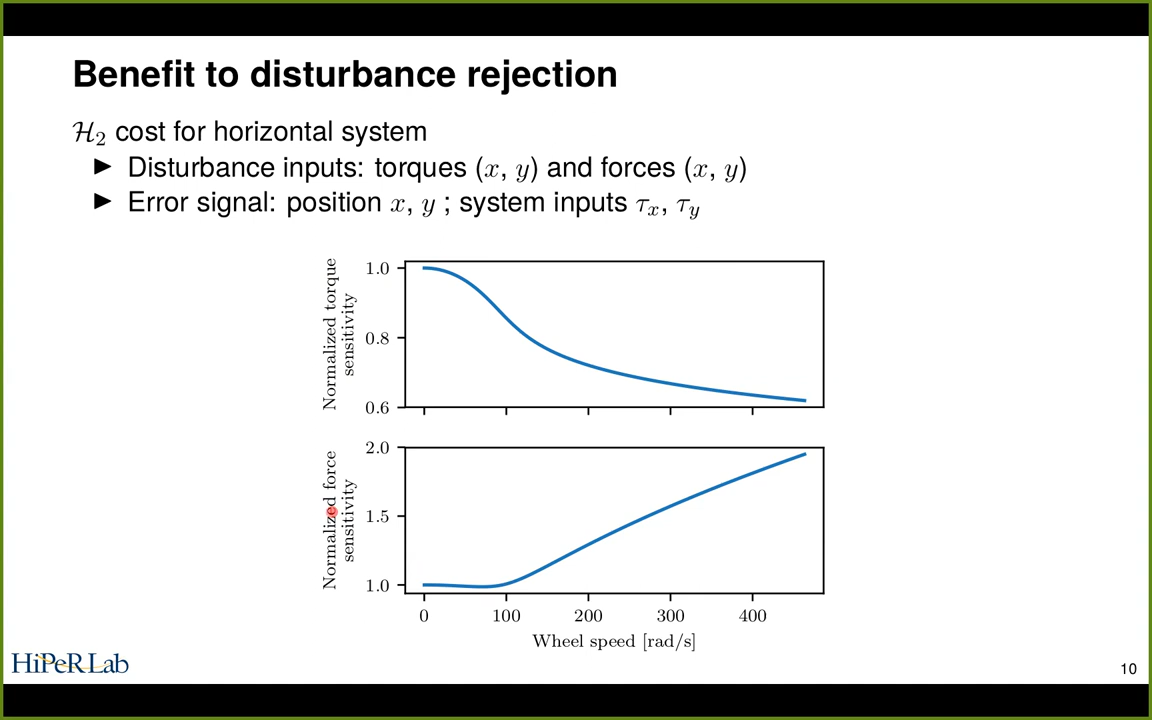 Benefit to disturbance rejection
ℋ₂ cost for horizontal system
▶ Disturbance inputs: torques (x, y) and forces (x, y)
▶ Error signal: position x, y ; system inputs τₓ, τ_y
Normalized torque
sensitivity
1.0
0.8
0.6
Normalized force
sensitivity
2.0
1.5
1.0
0 100 200 300 400
Wheel speed [rad/s]
HiPeRLab
10